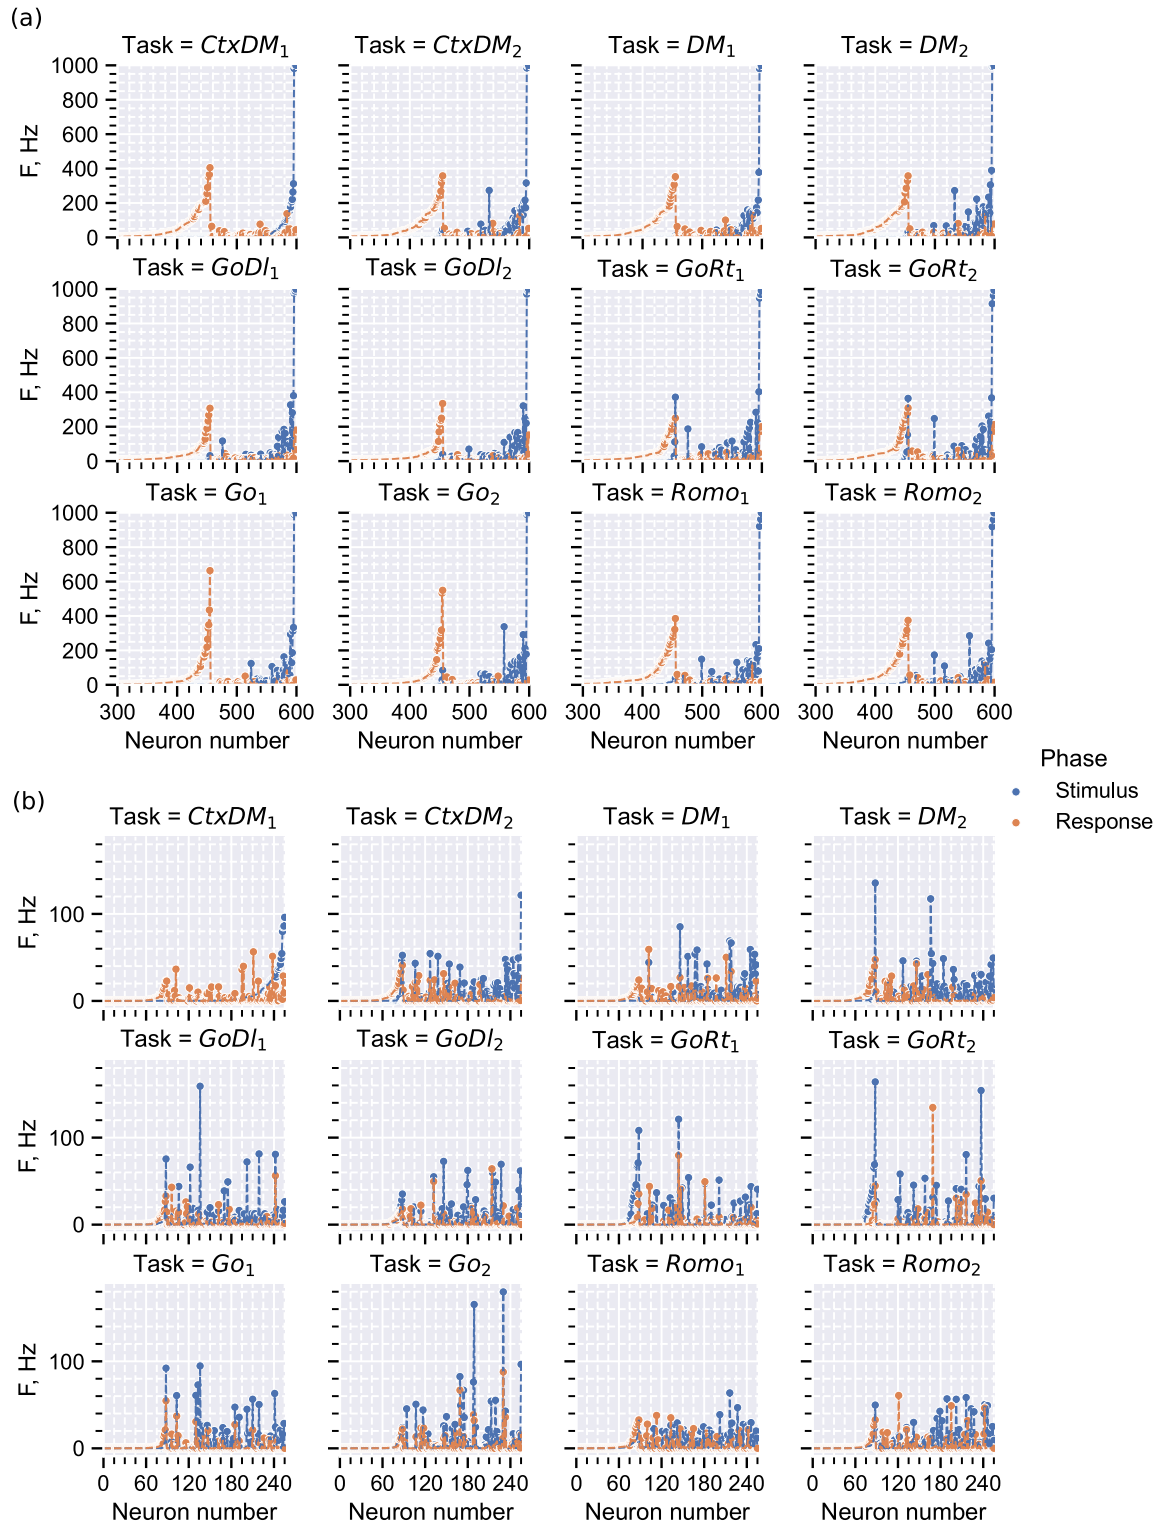 (a)
Task = CtxDM1 Task = CtxDM2 Task = DM1 Task = DM2
1000
800
600
400
200
0
F, Hz
Task = GoDl1 Task = GoDl2 Task = GoRt1 Task = GoRt2
1000
800
600
400
200
0
F, Hz
Task = Go1 Task = Go2 Task = Romo1 Task = Romo2
1000
800
600
400
200
0
F, Hz
300 400 500 600 300 400 500 600 300 400 500 600 300 400 500 600
Neuron number Neuron number Neuron number Neuron number
Phase
Stimulus
Response
(b)
Task = CtxDM1 Task = CtxDM2 Task = DM1 Task = DM2
100
0
F, Hz
Task = GoDl1 Task = GoDl2 Task = GoRt1 Task = GoRt2
100
0
F, Hz
Task = Go1 Task = Go2 Task = Romo1 Task = Romo2
100
0
F, Hz
0 60 120 180 240 0 60 120 180 240 0 60 120 180 240 0 60 120 180 240
Neuron number Neuron number Neuron number Neuron number